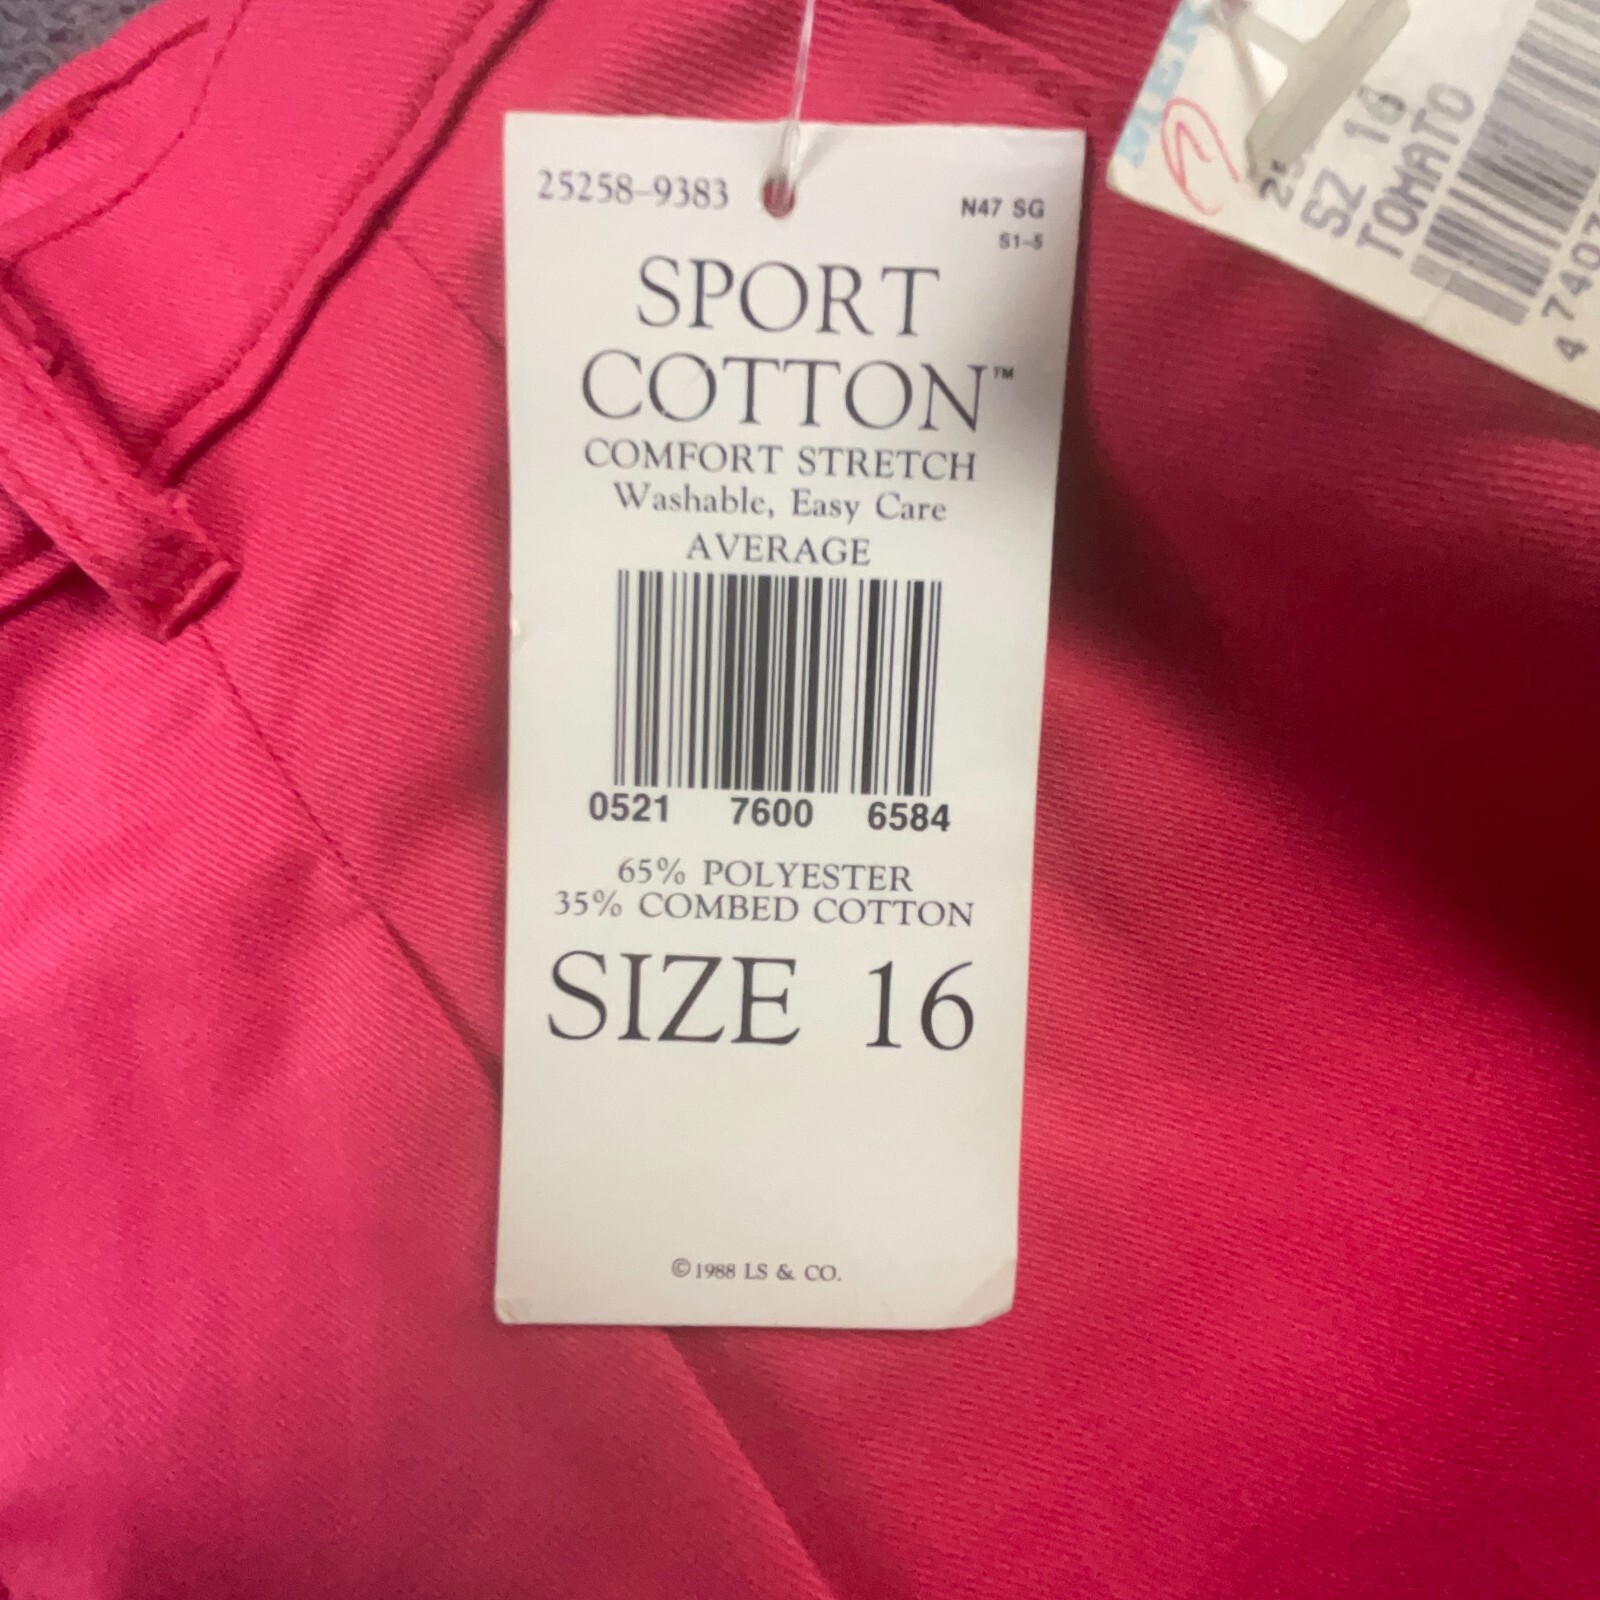 25258-9383
N47 SG
S1-5
SPORT
COTTON™
COMFORT STRETCH
Washable, Easy Care
AVERAGE
0521 7600 6584
65% POLYESTER
35% COMBED COTTON
SIZE 16
©1988 LS & CO.
SZ 16
TOMATO